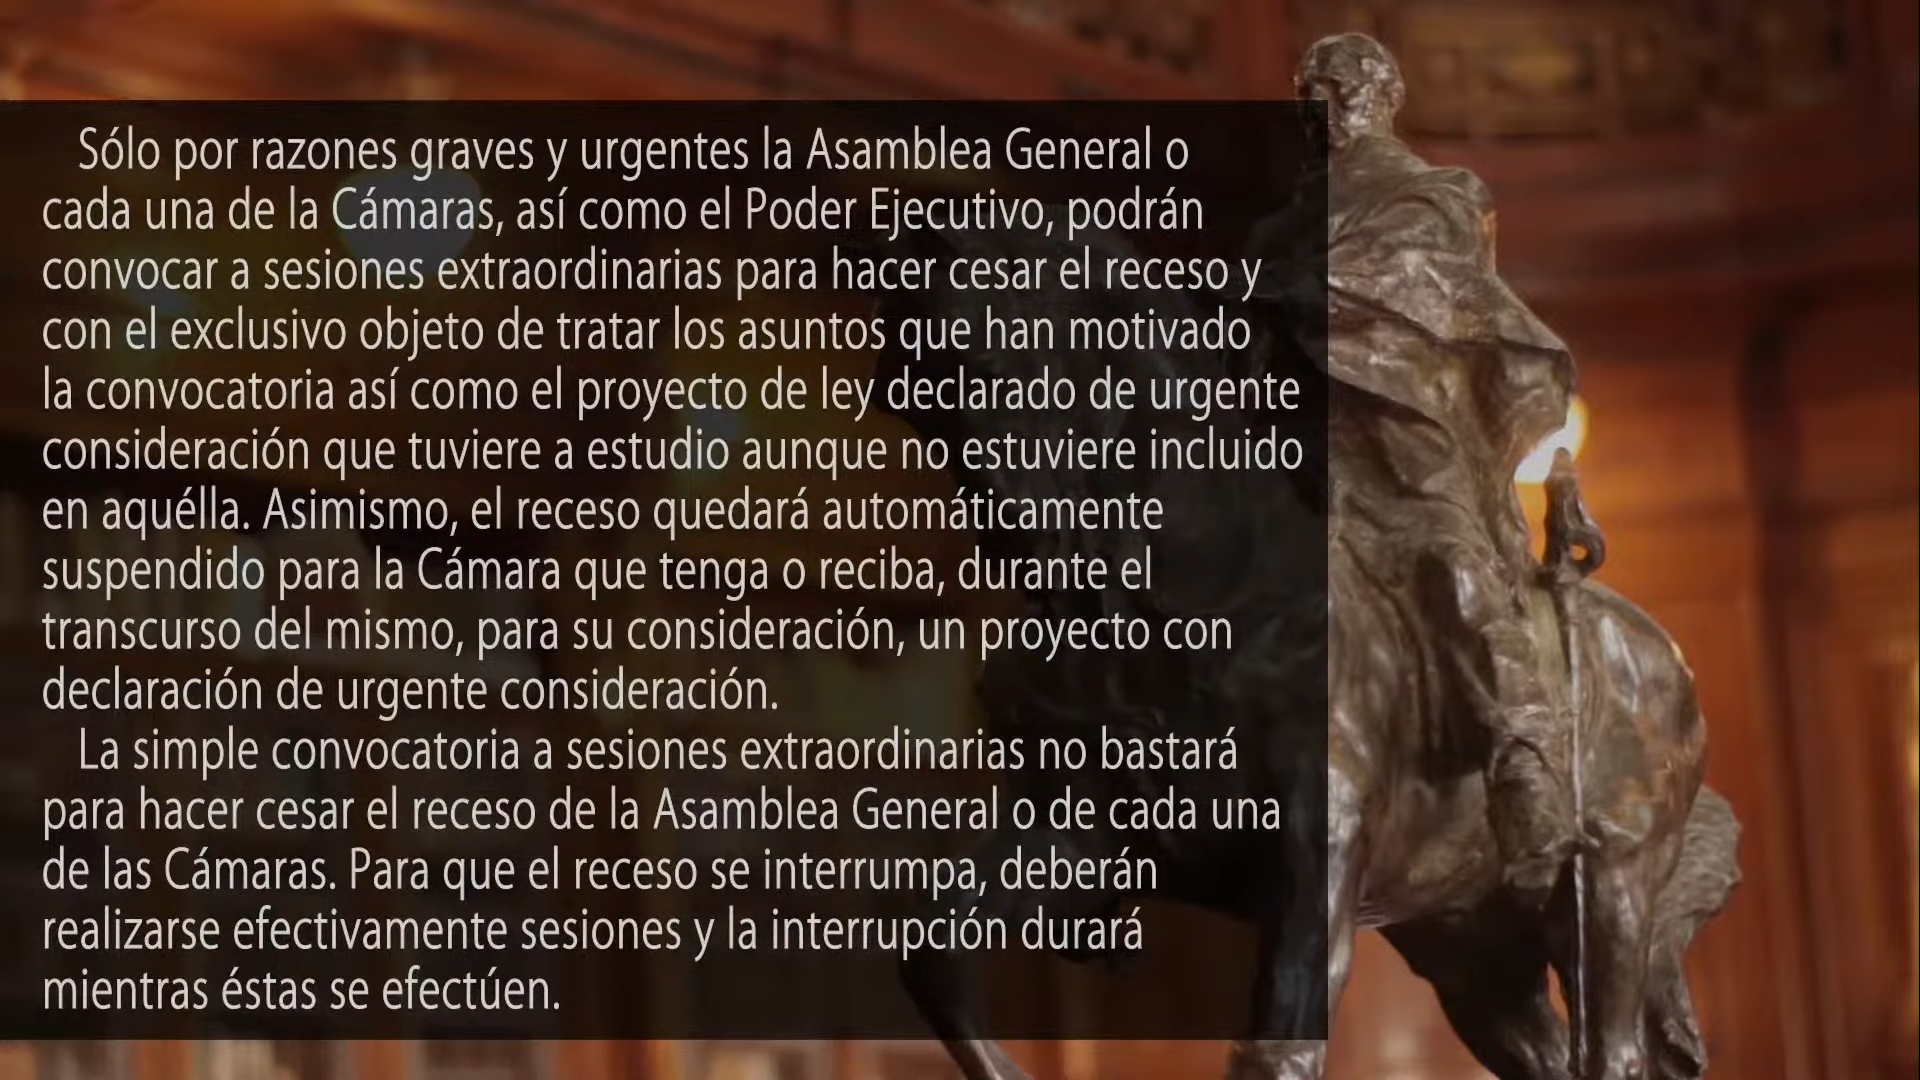 Sólo por razones graves y urgentes la Asamblea General o
cada una de la Cámaras, así como el Poder Ejecutivo, podrán
convocar a sesiones extraordinarias para hacer cesar el receso y
con el exclusivo objeto de tratar los asuntos que han motivado
la convocatoria así como el proyecto de ley declarado de urgente
consideración que tuviere a estudio aunque no estuviere incluido
en aquélla. Asimismo, el receso quedará automáticamente
suspendido para la Cámara que tenga o reciba, durante el
transcurso del mismo, para su consideración, un proyecto con
declaración de urgente consideración.
La simple convocatoria a sesiones extraordinarias no bastará
para hacer cesar el receso de la Asamblea General o de cada una
de las Cámaras. Para que el receso se interrumpa, deberán
realizarse efectivamente sesiones y la interrupción durará
mientras éstas se efectúen.